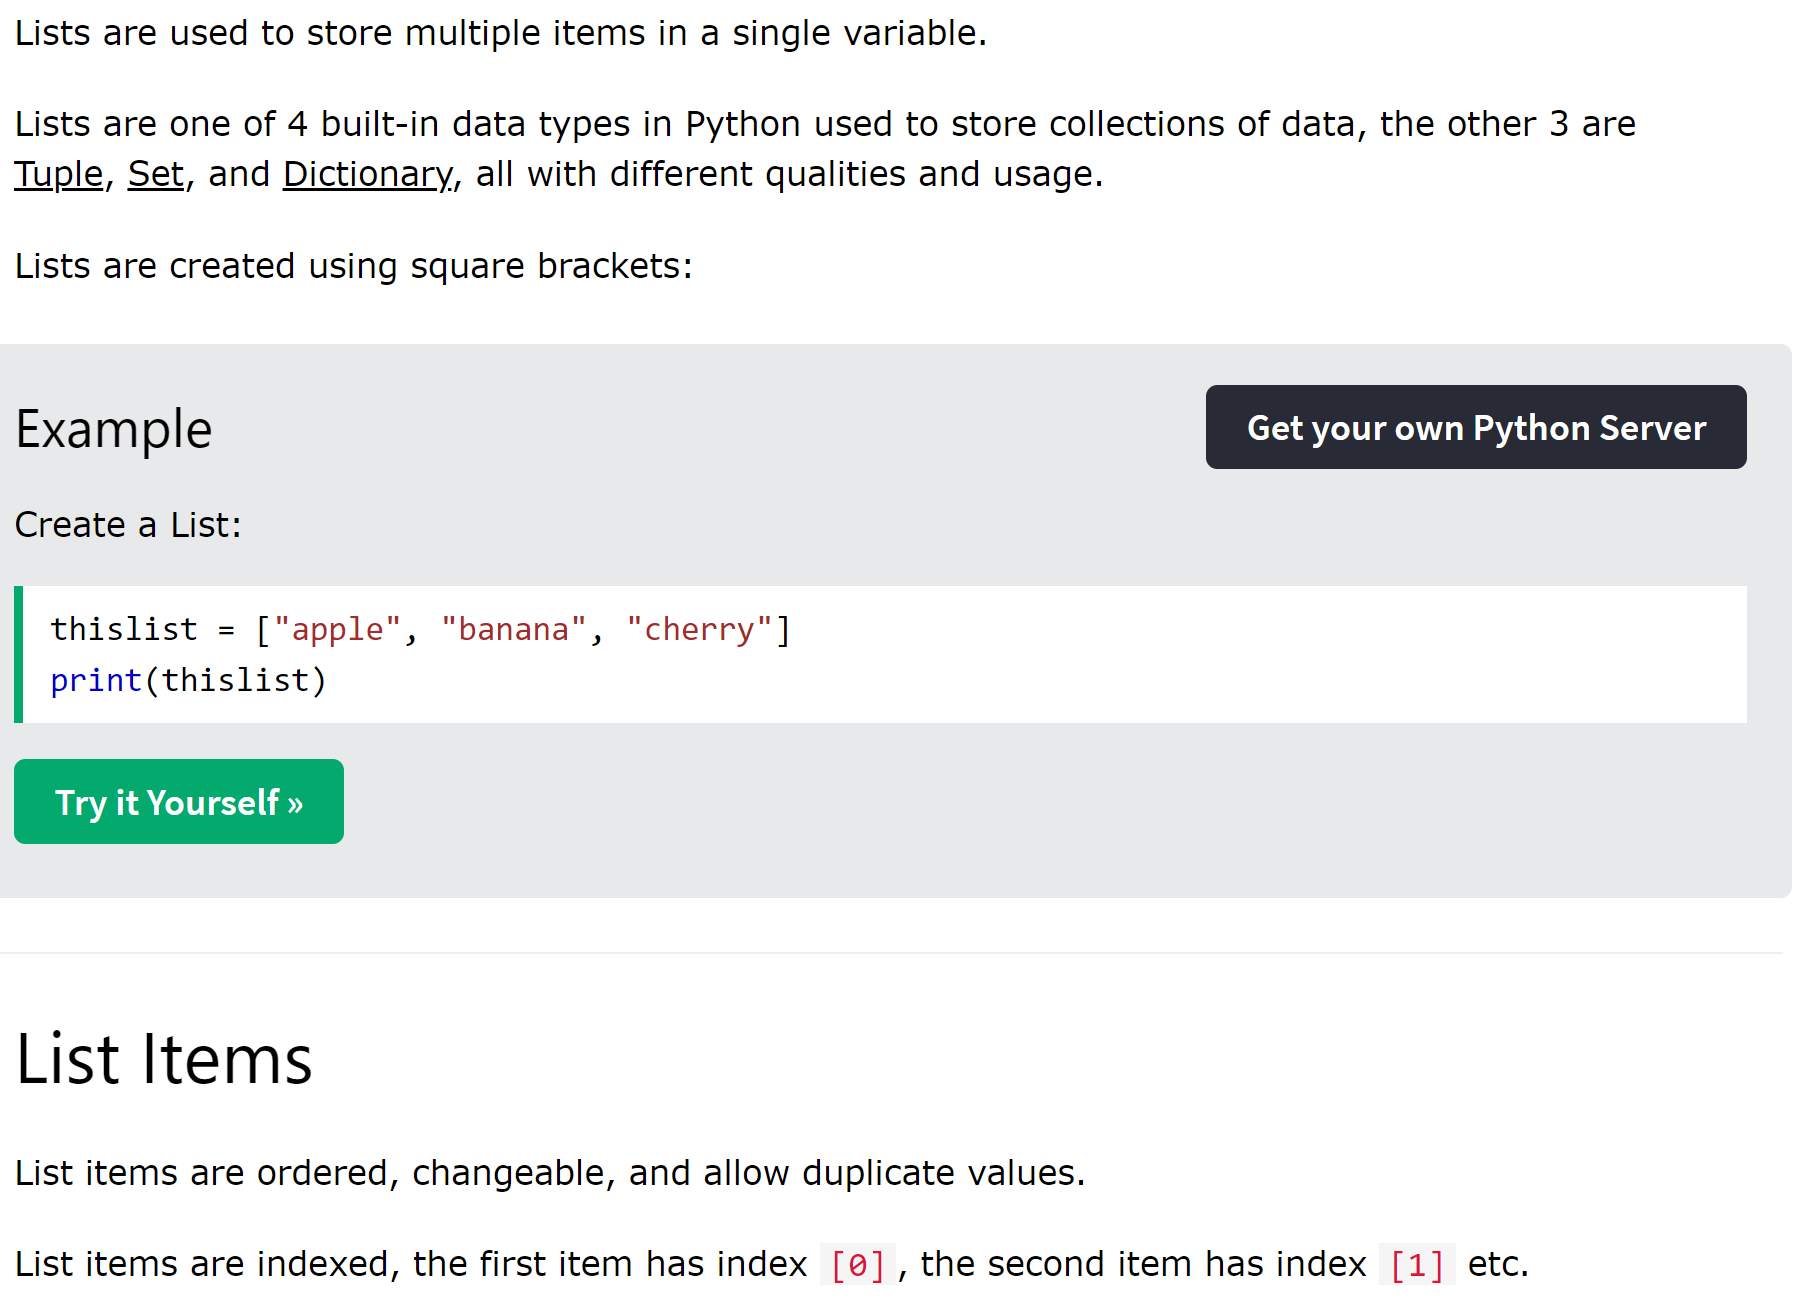 Lists are used to store multiple items in a single variable.
Lists are one of 4 built-in data types in Python used to store collections of data, the other 3 are
Tuple, Set, and Dictionary, all with different qualities and usage.
Lists are created using square brackets:
Example
Get your own Python Server
Create a List:
thislist = ["apple", "banana", "cherry"]
print(thislist)
Try it Yourself »
List Items
List items are ordered, changeable, and allow duplicate values.
List items are indexed, the first item has index [0], the second item has index [1] etc.